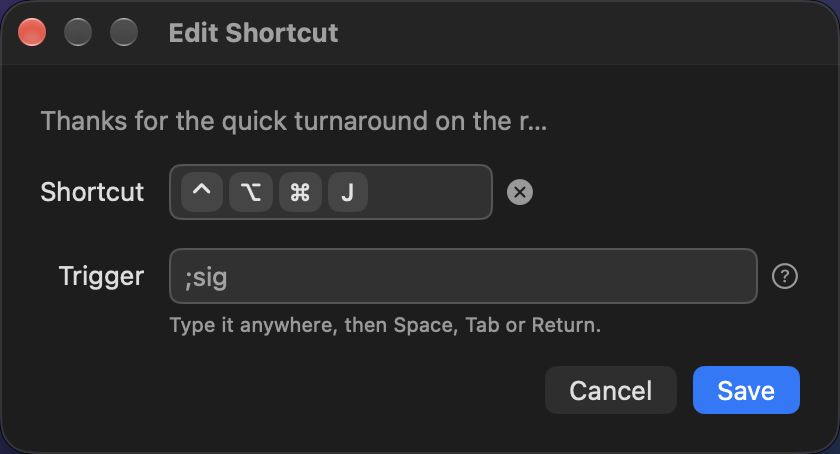 Edit Shortcut
Thanks for the quick turnaround on the r...
Shortcut ⌃ ⌥ ⌘ J
Trigger ;sig
Type it anywhere, then Space, Tab or Return.
Cancel Save